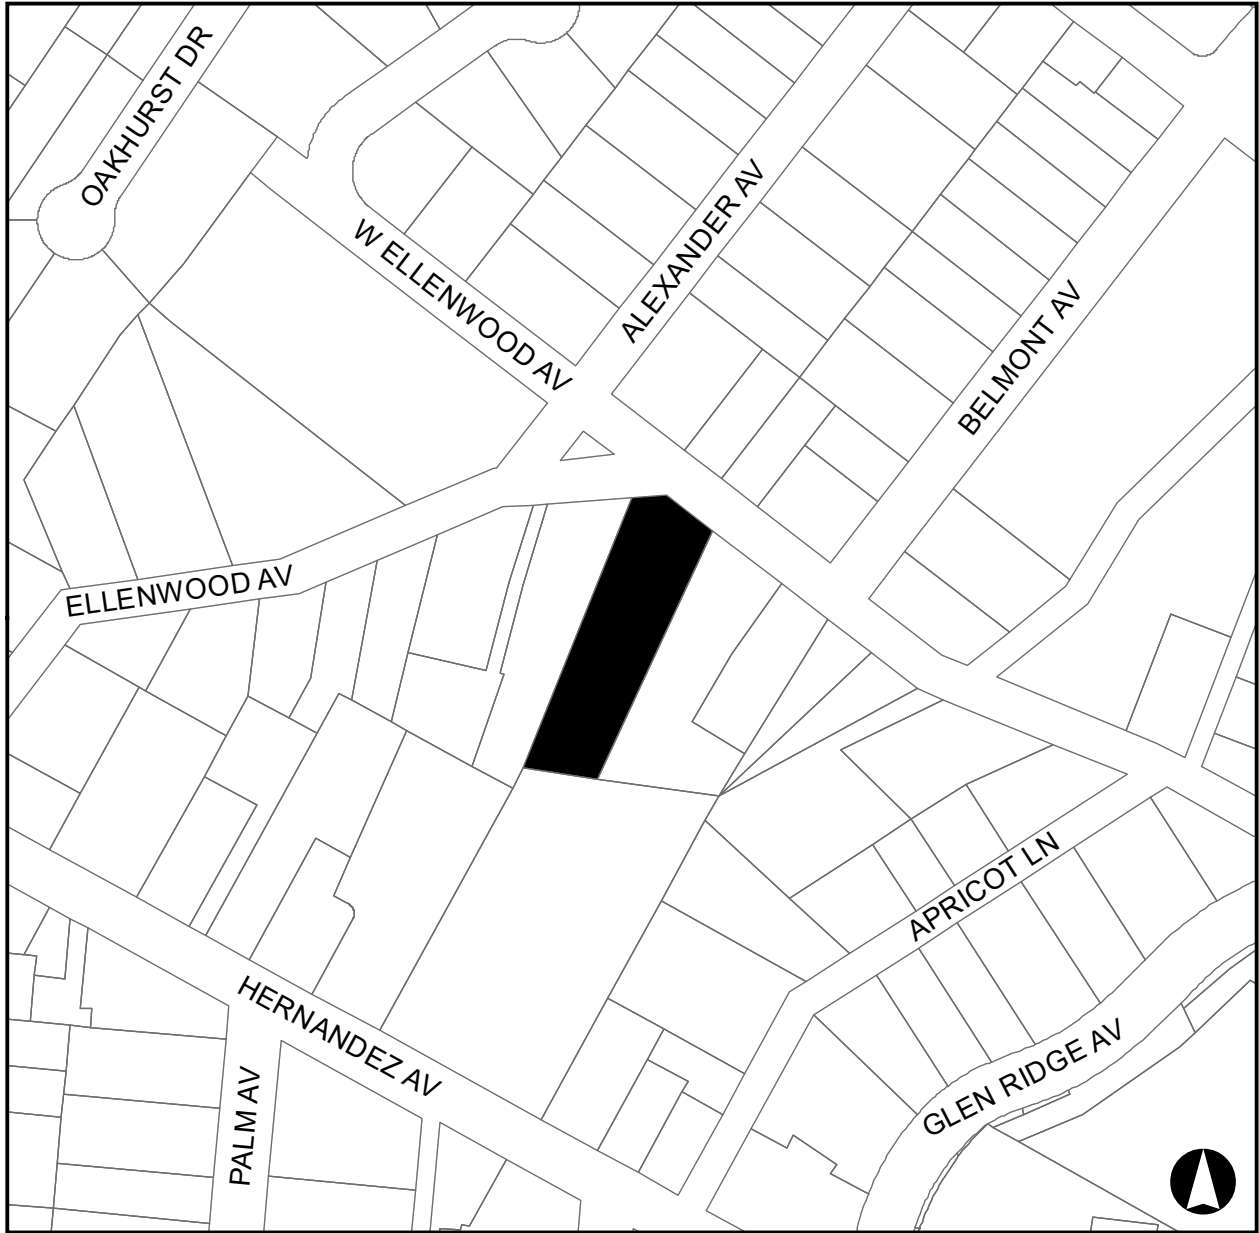 OAKHURST DR
W ELLENWOOD AV
ALEXANDER AV
BELMONT AV
ELLENWOOD AV
APRICOT LN
HERNANDEZ AV
GLEN RIDGE AV
PALM AV